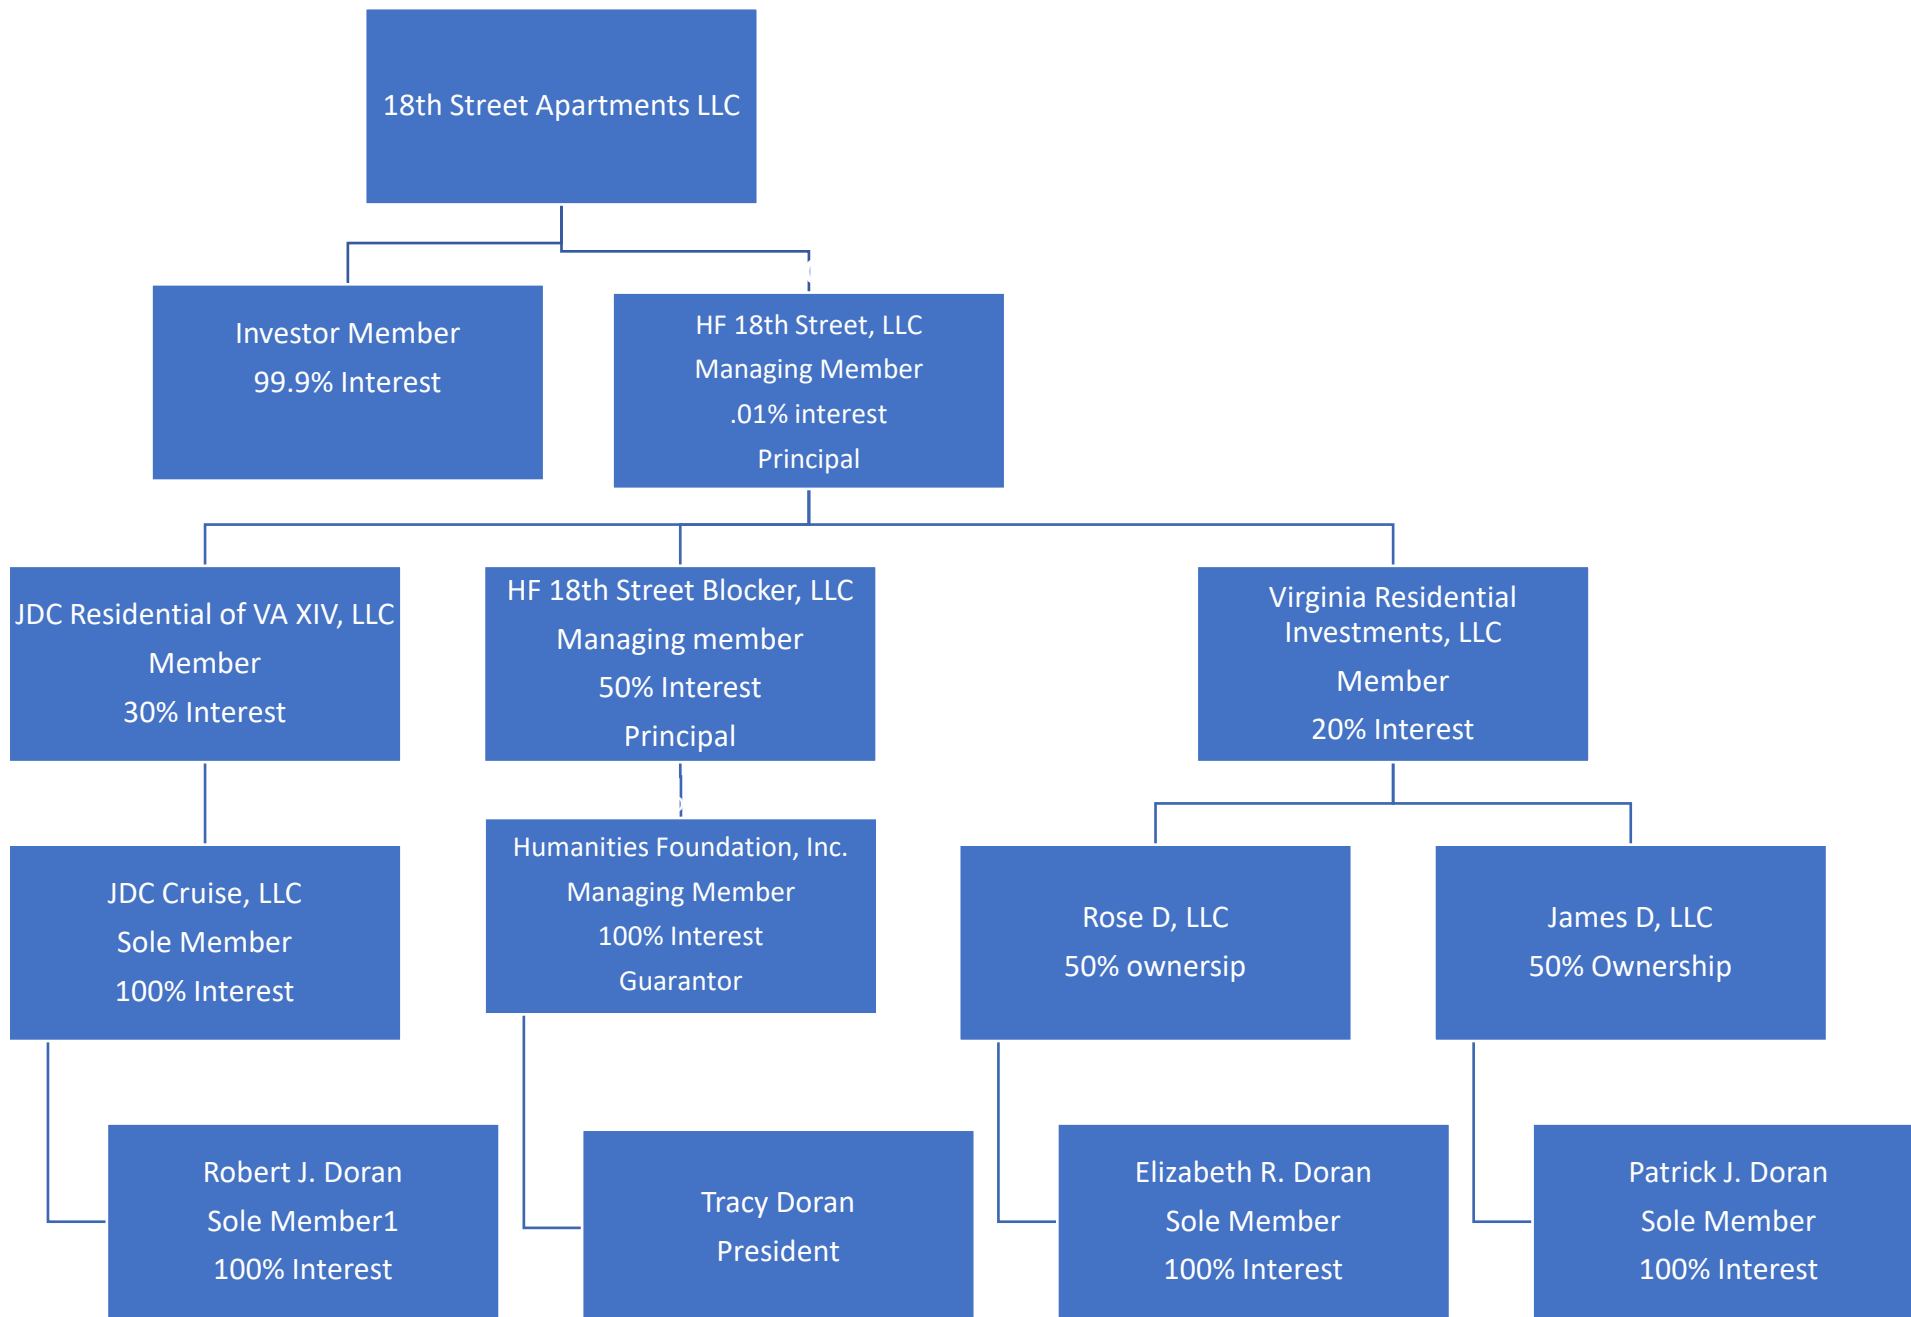 18th Street Apartments LLC
Investor Member
99.9% Interest
HF 18th Street, LLC
Managing Member
.01% interest
Principal
JDC Residential of VA XIV, LLC
Member
30% Interest
HF 18th Street Blocker, LLC
Managing member
50% Interest
Principal
Virginia Residential
Investments, LLC
Member
20% Interest
JDC Cruise, LLC
Sole Member
100% Interest
Humanities Foundation, Inc.
Managing Member
100% Interest
Guarantor
Rose D, LLC
50% ownersip
James D, LLC
50% Ownership
Robert J. Doran
Sole Member1
100% Interest
Tracy Doran
President
Elizabeth R. Doran
Sole Member
100% Interest
Patrick J. Doran
Sole Member
100% Interest